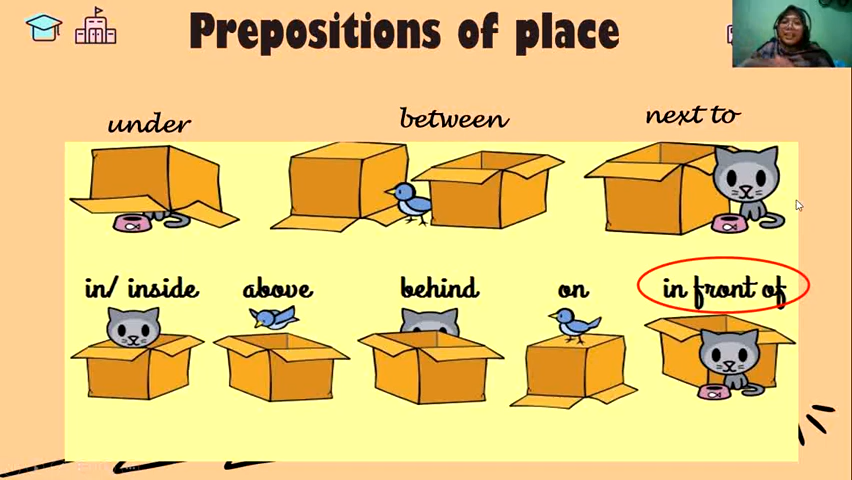 Prepositions of place
under between next to
in/ inside above behind on in front of